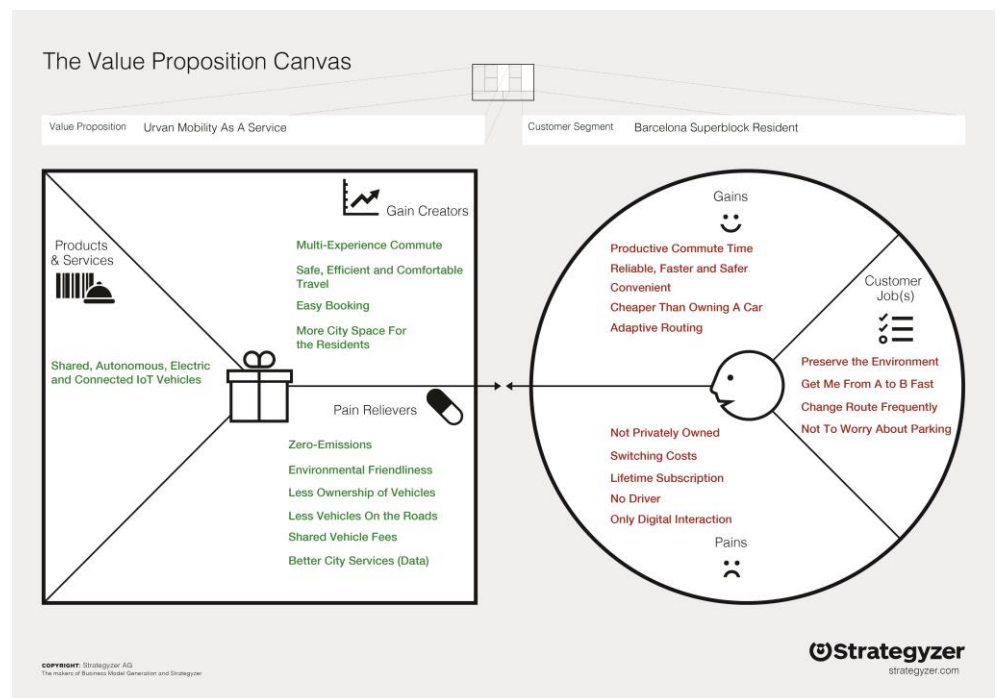 The Value Proposition Canvas
Value Proposition Urvan Mobility As A Service
Customer Segment Barcelona Superblock Resident
Products
& Services
Shared, Autonomous, Electric
and Connected IoT Vehicles
Gain Creators
Multi-Experience Commute
Safe, Efficient and Comfortable
Travel
Easy Booking
More City Space For
the Residents
Pain Relievers
Zero-Emissions
Environmental Friendliness
Less Ownership of Vehicles
Less Vehicles On the Roads
Shared Vehicle Fees
Better City Services (Data)
Gains
Productive Commute Time
Reliable, Faster and Safer
Convenient
Cheaper Than Owning A Car
Adaptive Routing
Customer
Job(s)
Preserve the Environment
Get Me From A to B Fast
Change Route Frequently
Not To Worry About Parking
Not Privately Owned
Switching Costs
Lifetime Subscription
No Driver
Only Digital Interaction
Pains
COPYRIGHT: Strategyzer AG
The makers of Business Model Generation and Strategyzer
Strategyzer
strategyzer.com